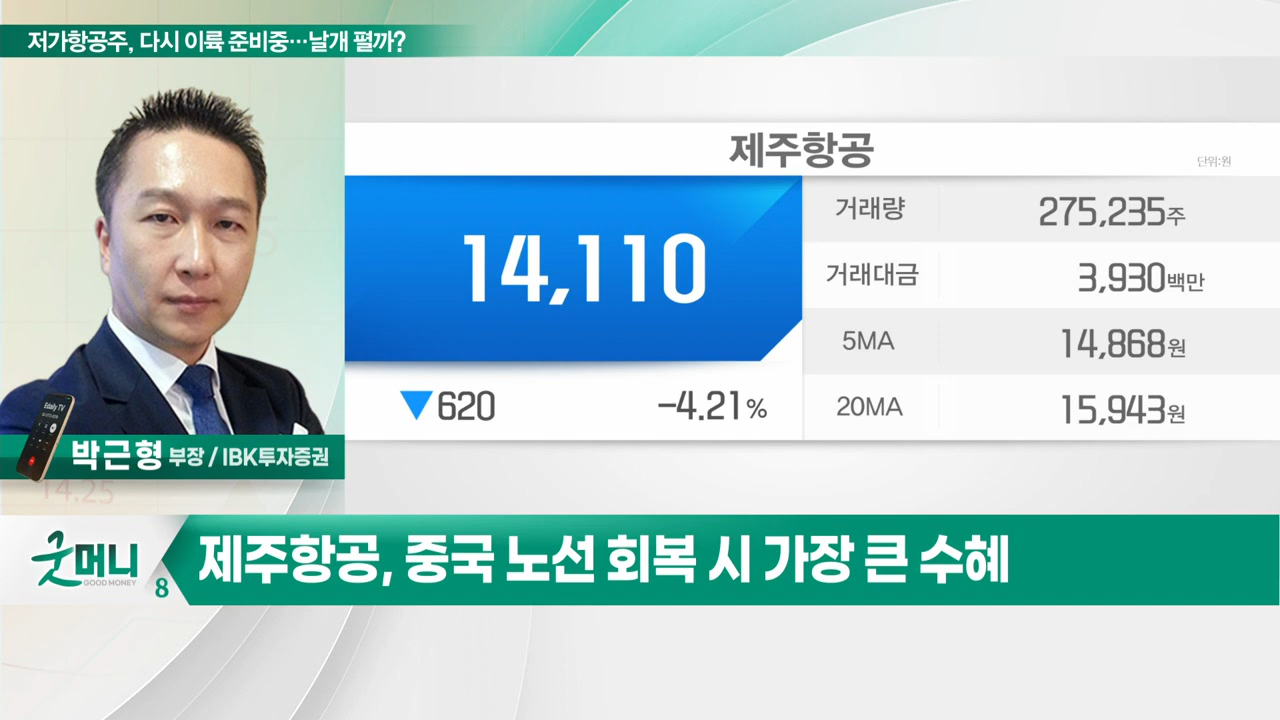 저가항공주, 다시 이륙 준비중…날개 펼까?
제주항공
단위:원
14,110
▼620 -4.21%
거래량 275,235주
거래대금 3,930백만
5MA 14,868원
20MA 15,943원
Edaily TV
박근형 부장 / IBK투자증권
14.25
굿머니
GOOD MONEY
8
제주항공, 중국 노선 회복 시 가장 큰 수혜